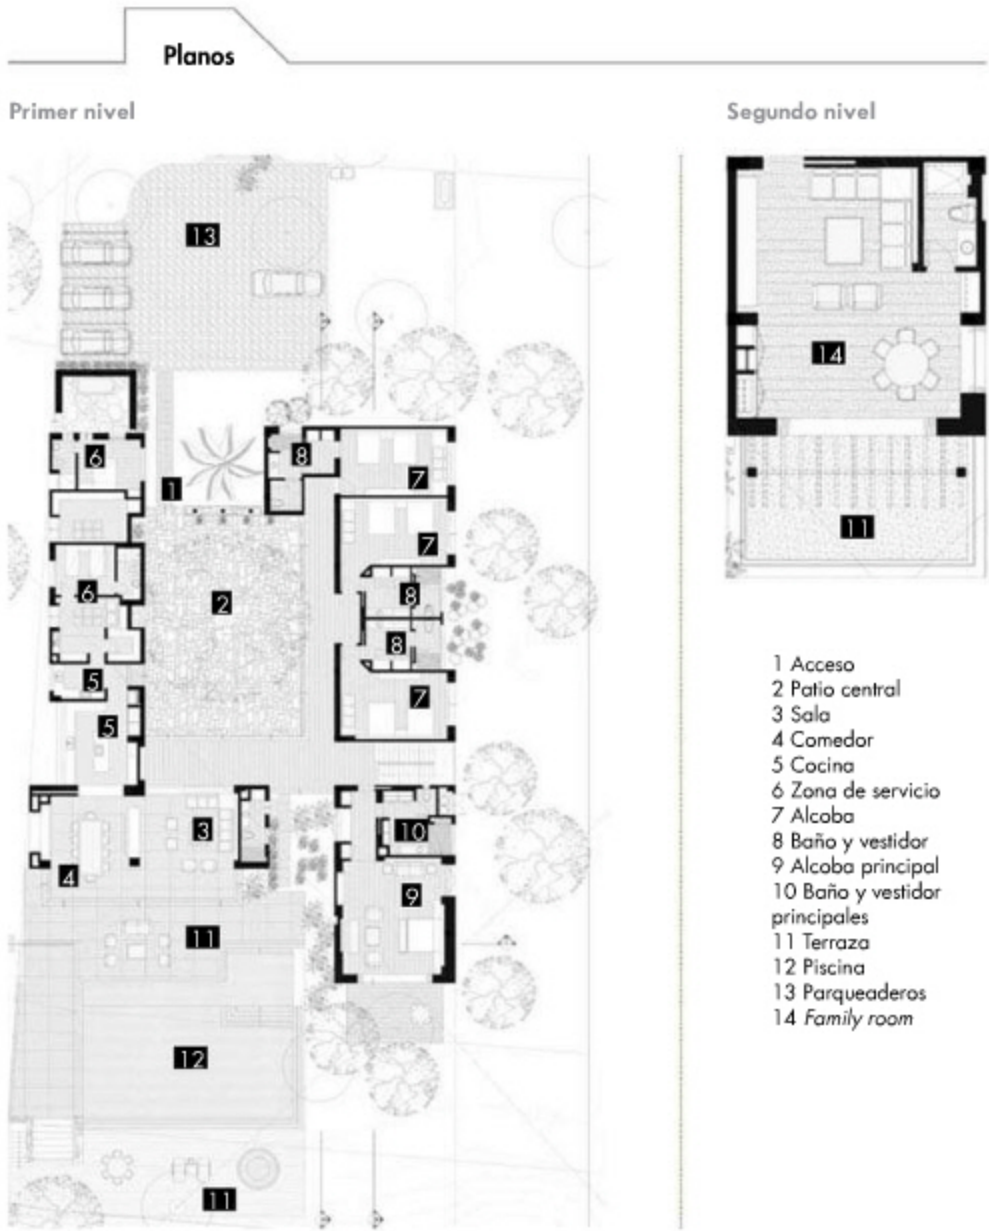 Planos
Primer nivel
Segundo nivel
13
14
6
8
7
1
7
11
6
2
8
8
5
7
5
3
10
4
9
11
12
11
1 Acceso
2 Patio central
3 Sala
4 Comedor
5 Cocina
6 Zona de servicio
7 Alcoba
8 Baño y vestidor
9 Alcoba principal
10 Baño y vestidor
principales
11 Terraza
12 Piscina
13 Parqueaderos
14 Family room